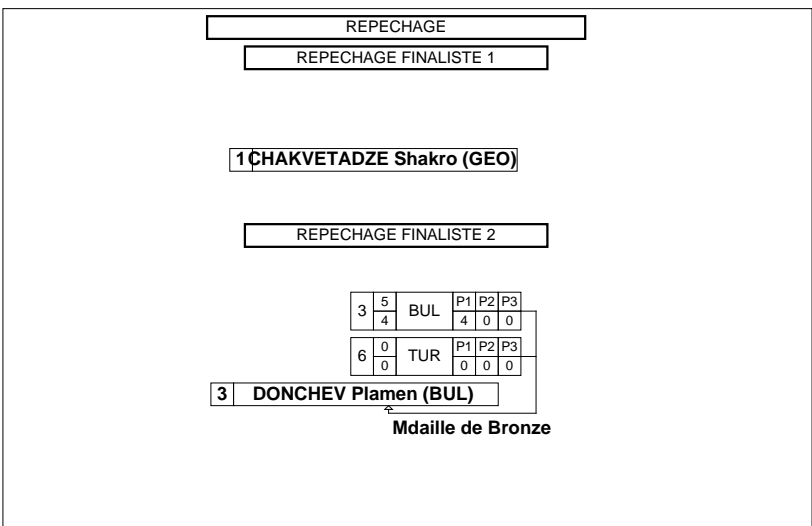 REPECHAGE
REPECHAGE FINALISTE 1
1 CHAKVETADZE Shakro (GEO)
REPECHAGE FINALISTE 2
3 5 BUL P1 P2 P3
4 4 0 0
6 0 TUR P1 P2 P3
0 0 0 0
3 DONCHEV Plamen (BUL)
Mdaille de Bronze